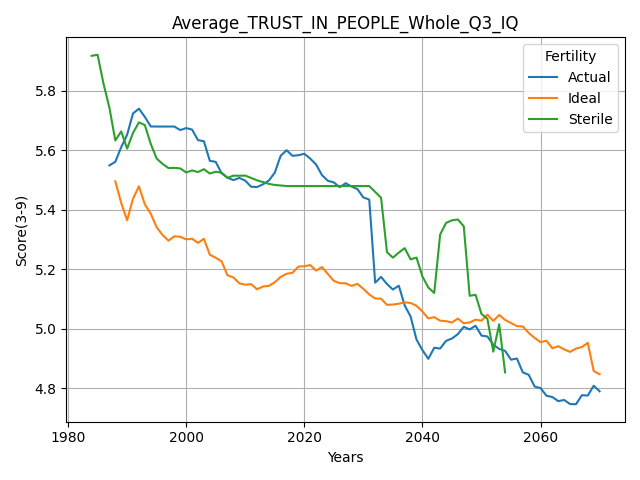 Average_TRUST_IN_PEOPLE_Whole_Q3_IQ
Fertility
Actual
Ideal
Sterile
Score(3-9)
5.8
5.6
5.4
5.2
5.0
4.8
1980
2000
2020
2040
2060
Years